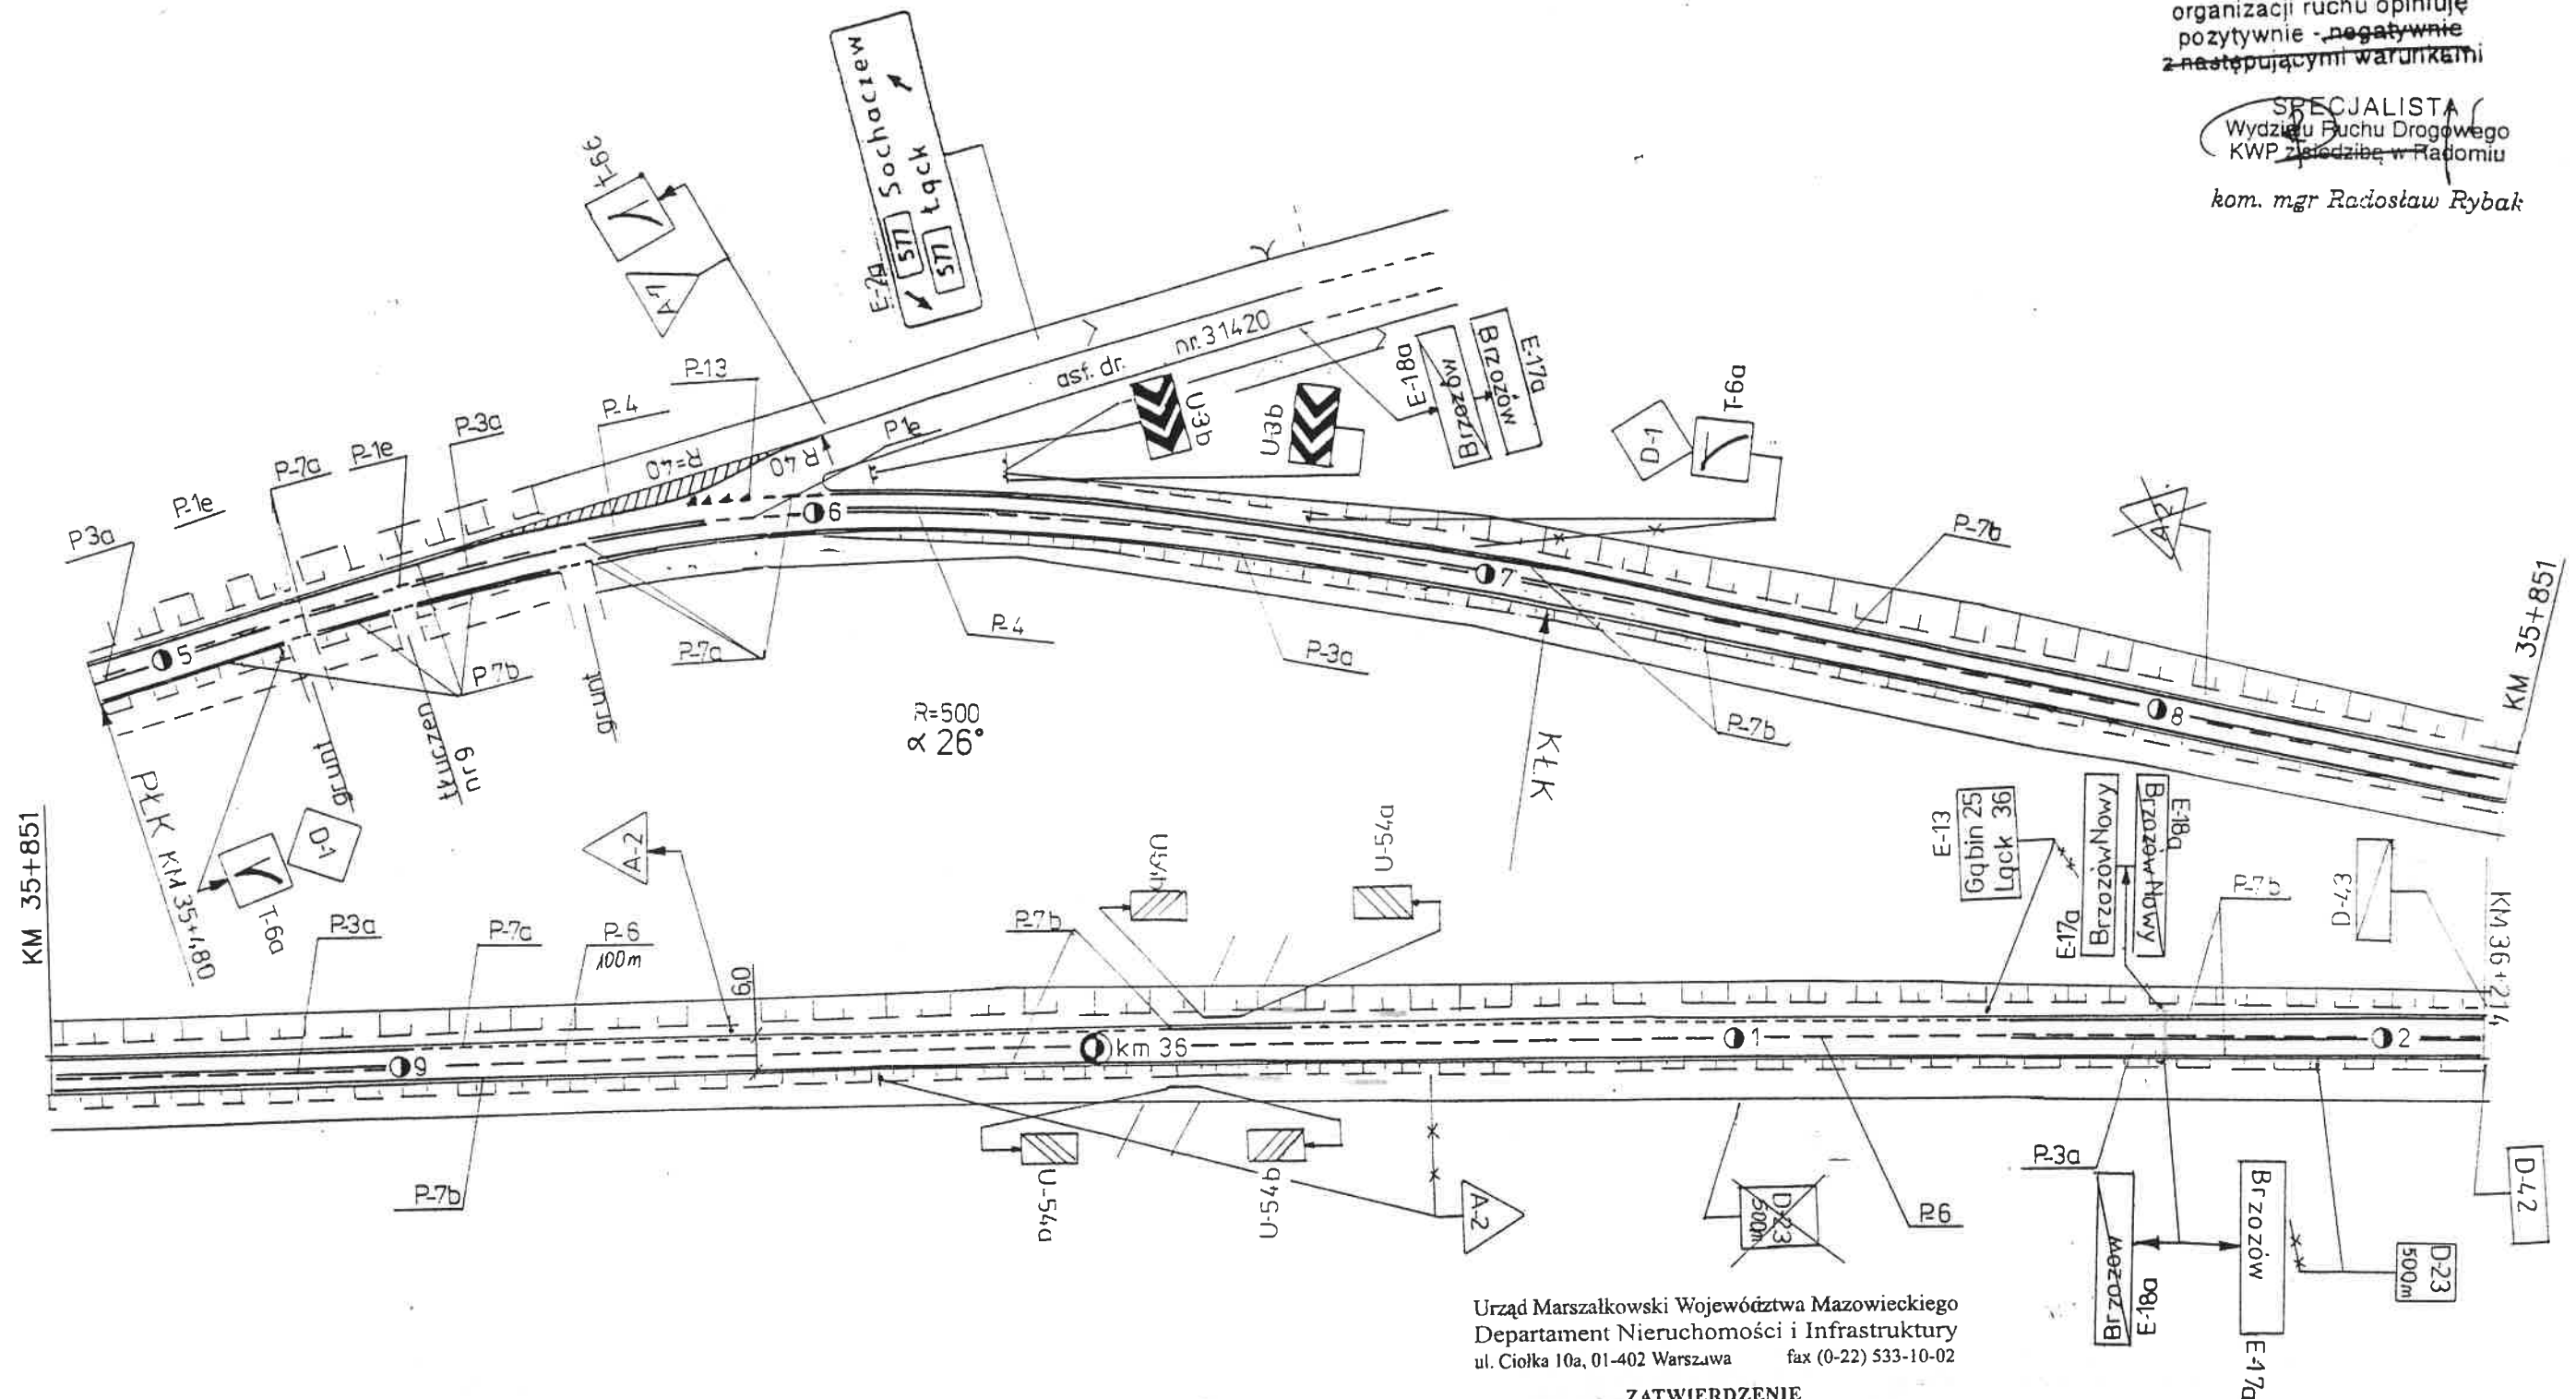 organizacji ruchu opiniuję
pozytywnie - negatywnie
z następującymi warunkami
SPECJALISTA
Wydziału Ruchu Drogowego
KWP z siedzibą w Radomiu
kom. mgr Radosław Rybak
E-2a
577 Sochaczew
577 Łąck
T-6c
A-7
P-13
P-4
P-3a
P-1e
P-7a
P-1e
P3a
R=40
R 40
P1e
ast. dr. nr. 31420
U-3b
U3b
E-18a
Brzozów
Brzozów
E-17a
D-1
T-6a
P-7b
A-2
KM 35+851
5
6
7
8
P7b
P-7a
P-4
P-3a
P-7b
grunt
tłuczen
nr 9
grunt
R=500
α 26°
KŁK
PŁK KM 35+480
D-1
T-6a
KM 35+851
P-3a
P-7a
P-6
100m
A-2
6,0
P-7b
U-54a
E-13
Gąbin 25
Łąck 36
E-17a
Brzozów Nowy
Brzozów Nowy
E-18a
P-7b
D-43
KM 36+214
9
km 36
1
2
P-7b
U-54a
U-54b
A-2
D-23
500m
P.6
P-3a
Brzozow
E-18a
Brzozów
E-17a
D-23
500m
D-42
Urząd Marszałkowski Województwa Mazowieckiego
Departament Nieruchomości i Infrastruktury
ul. Ciołka 10a, 01-402 Warszawa fax (0-22) 533-10-02
ZATWIERDZENIE